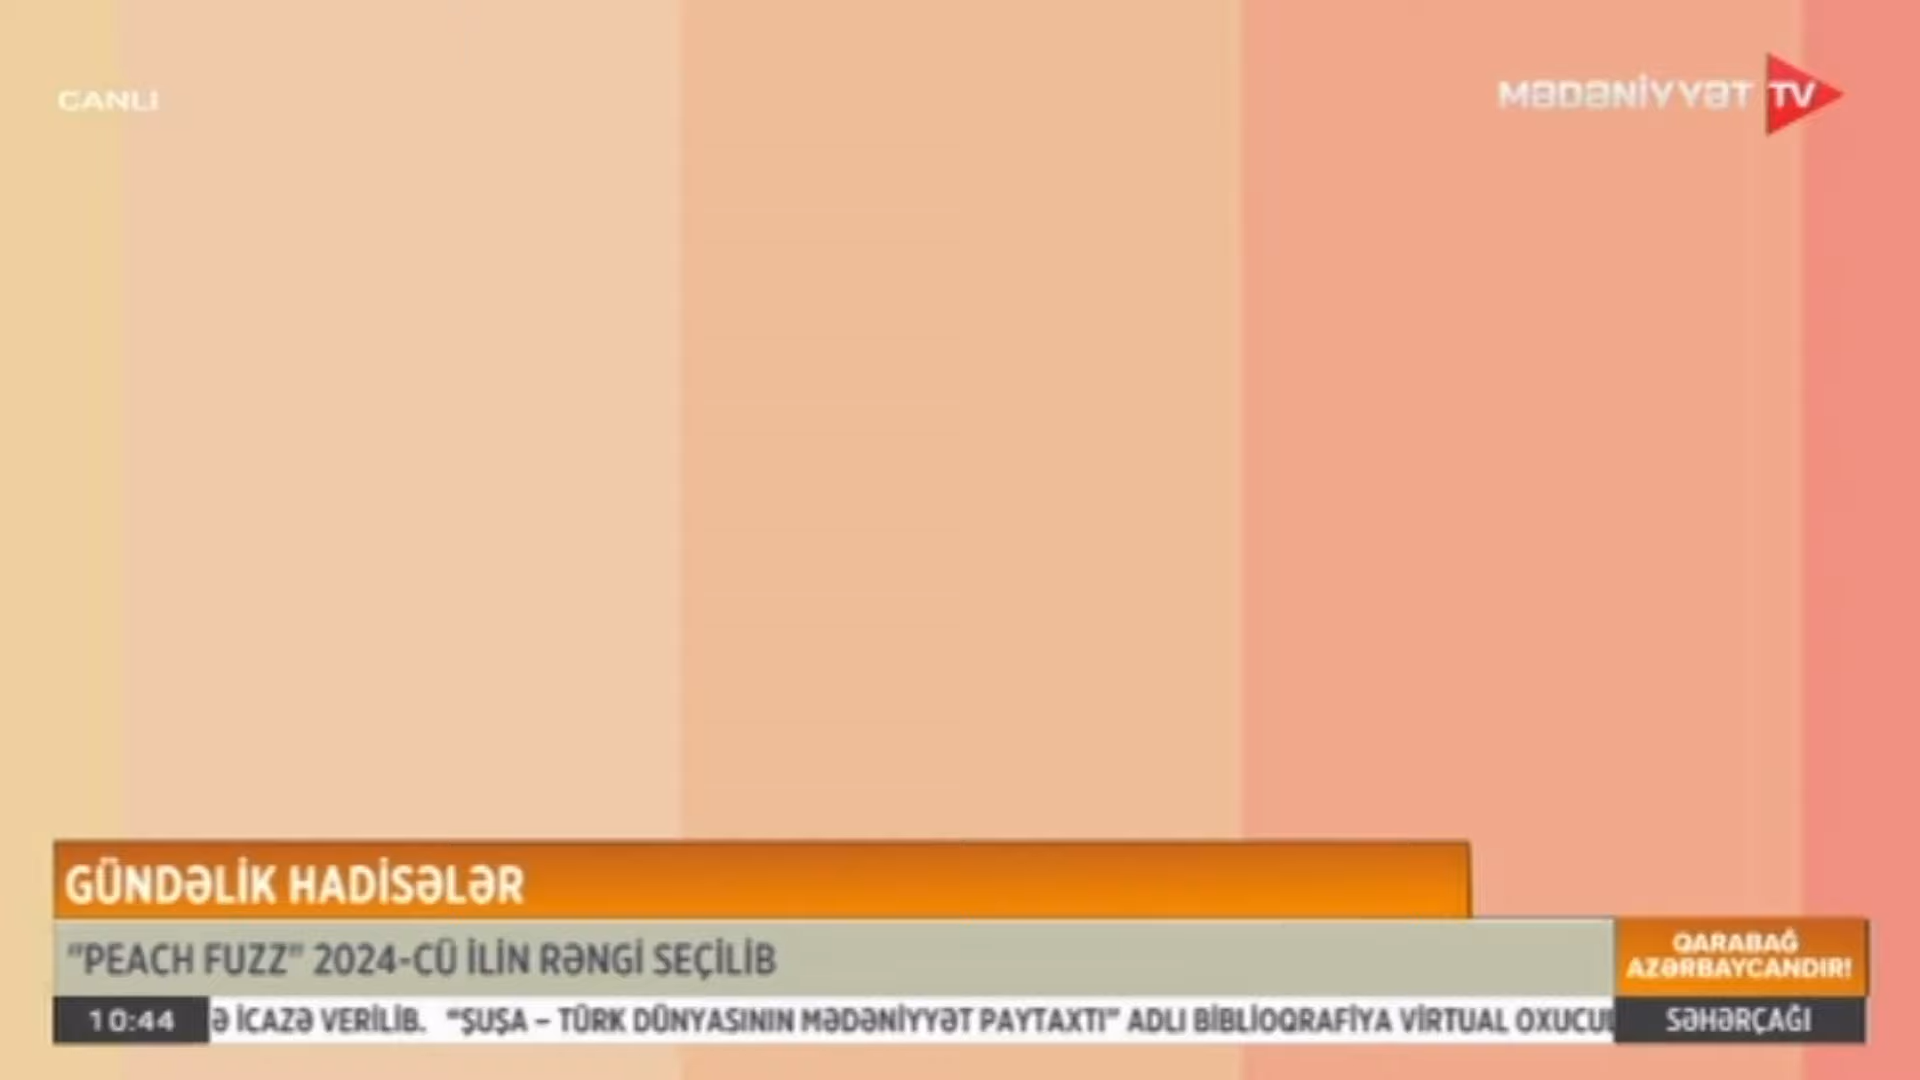 CANLI
MƏDƏNİYYƏT TV
GÜNDƏLİK HADİSƏLƏR
"PEACH FUZZ" 2024-CÜ İLİN RƏNGİ SEÇİLİB
QARABAĞ
AZƏRBAYCANDIR!
10:44
Ə İCAZƏ VERİLİB. "ŞUŞA – TÜRK DÜNYASININ MƏDƏNİYYƏT PAYTAXTI" ADLI BİBLİOQRAFİYA VİRTUAL OXUCU
SƏHƏRÇAĞI